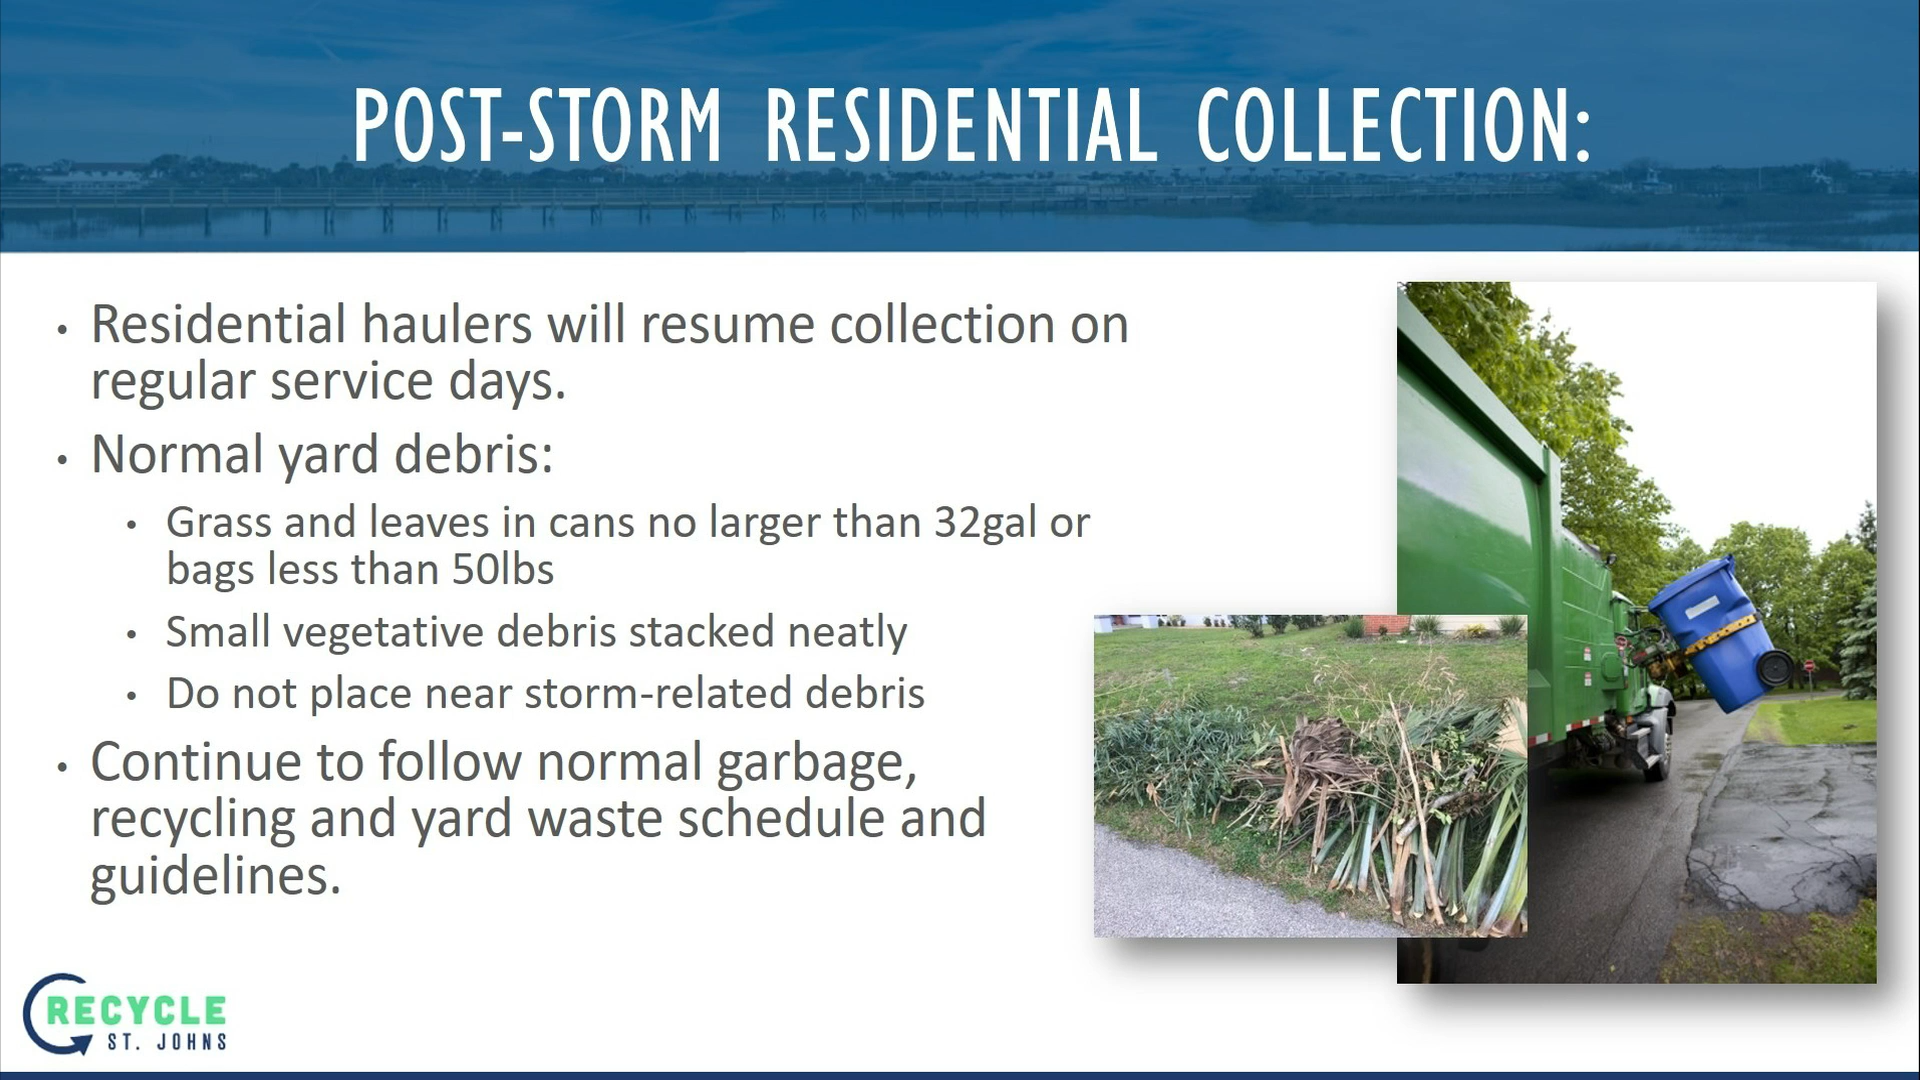 POST-STORM RESIDENTIAL COLLECTION:
• Residential haulers will resume collection on
regular service days.
• Normal yard debris:
• Grass and leaves in cans no larger than 32gal or
bags less than 50lbs
• Small vegetative debris stacked neatly
• Do not place near storm-related debris
• Continue to follow normal garbage,
recycling and yard waste schedule and
guidelines.
RECYCLE
ST. JOHNS